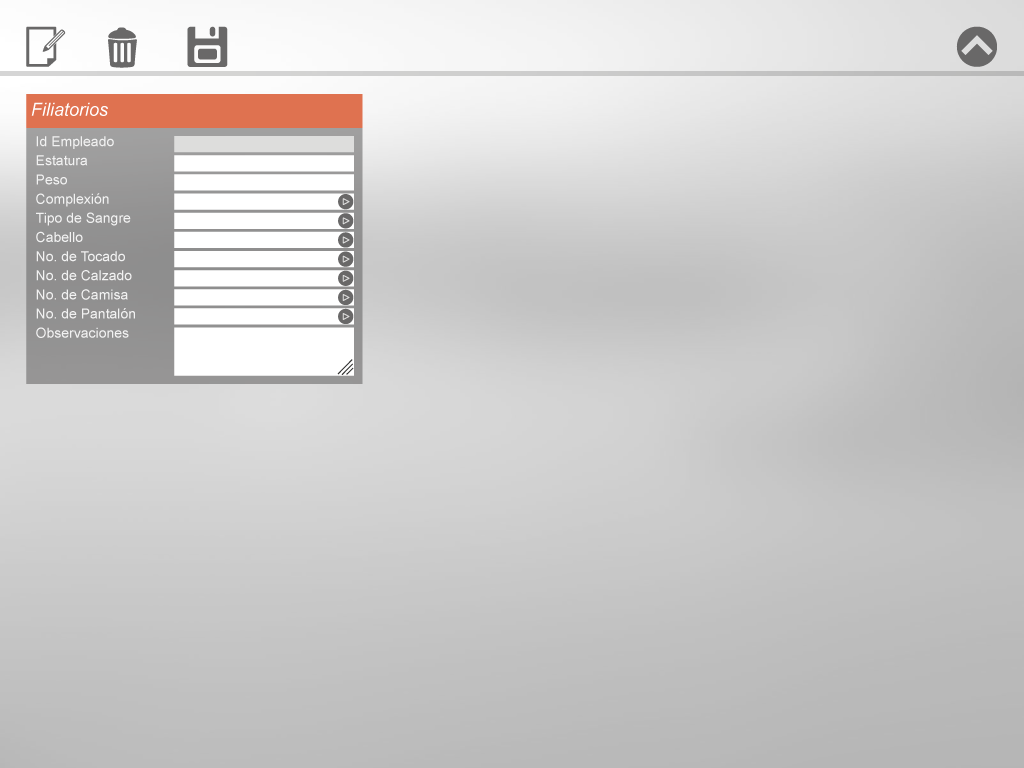 Filiatorios
Id Empleado
Estatura
Peso
Complexión
Tipo de Sangre
Cabello
No. de Tocado
No. de Calzado
No. de Camisa
No. de Pantalón
Observaciones